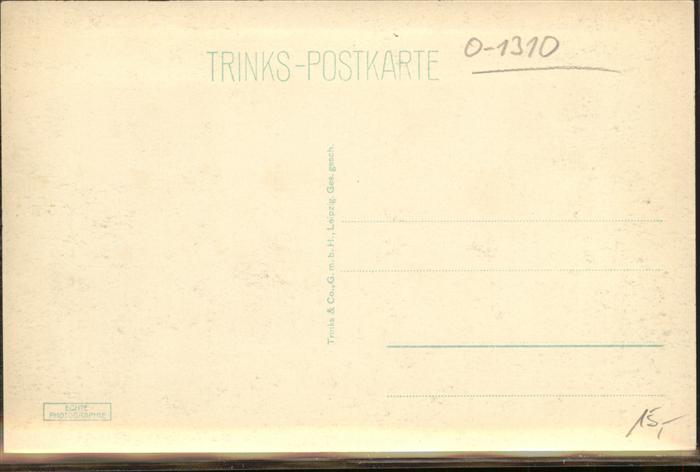 TRINKS-POSTKARTE
O-1310
Trinks & Co., G. m. b. H., Leipzig. Ges. gesch.
ECHTE
PHOTOGRAPHIE
15,-